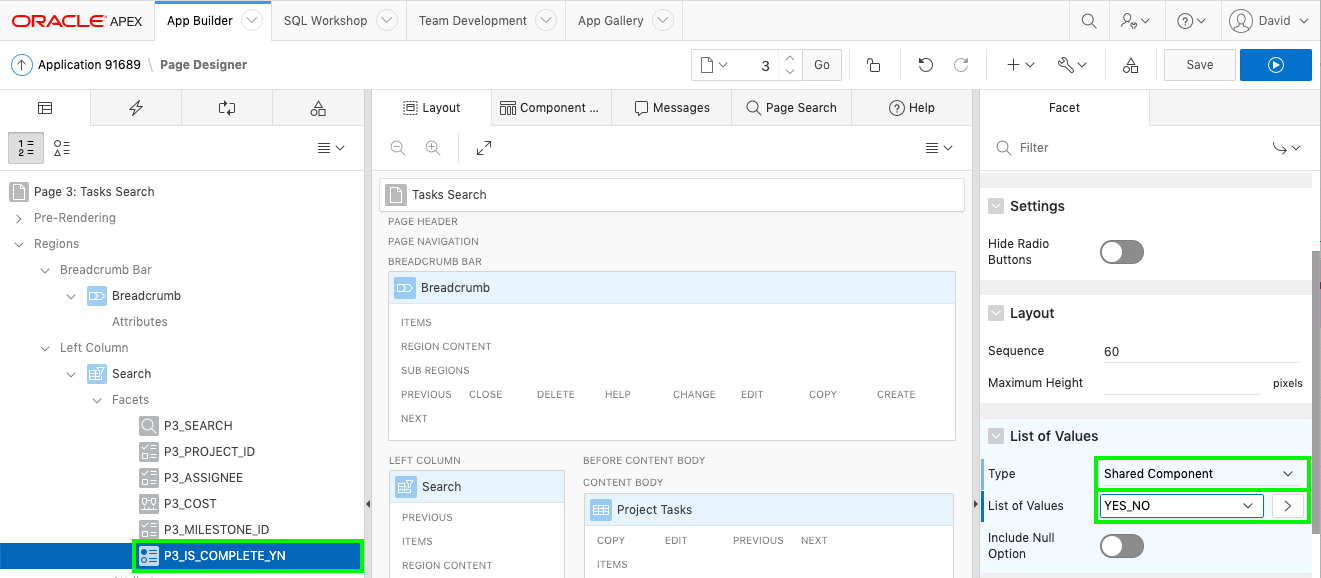 ORACLE APEX
App Builder
SQL Workshop
Team Development
App Gallery
David
Application 91689 \ Page Designer
3
Go
Save
Layout
Component ...
Messages
Page Search
Help
Facet
Filter
Page 3: Tasks Search
Pre-Rendering
Regions
Breadcrumb Bar
Breadcrumb
Attributes
Left Column
Search
Facets
P3_SEARCH
P3_PROJECT_ID
P3_ASSIGNEE
P3_COST
P3_MILESTONE_ID
P3_IS_COMPLETE_YN
Tasks Search
PAGE HEADER
PAGE NAVIGATION
BREADCRUMB BAR
Breadcrumb
ITEMS
REGION CONTENT
SUB REGIONS
PREVIOUS CLOSE DELETE HELP CHANGE EDIT COPY CREATE
NEXT
LEFT COLUMN
Search
PREVIOUS
ITEMS
REGION CONTENT
BEFORE CONTENT BODY
CONTENT BODY
Project Tasks
COPY EDIT PREVIOUS NEXT
ITEMS
Settings
Hide Radio
Buttons
Layout
Sequence 60
Maximum Height pixels
List of Values
Type Shared Component
List of Values YES_NO
Include Null
Option